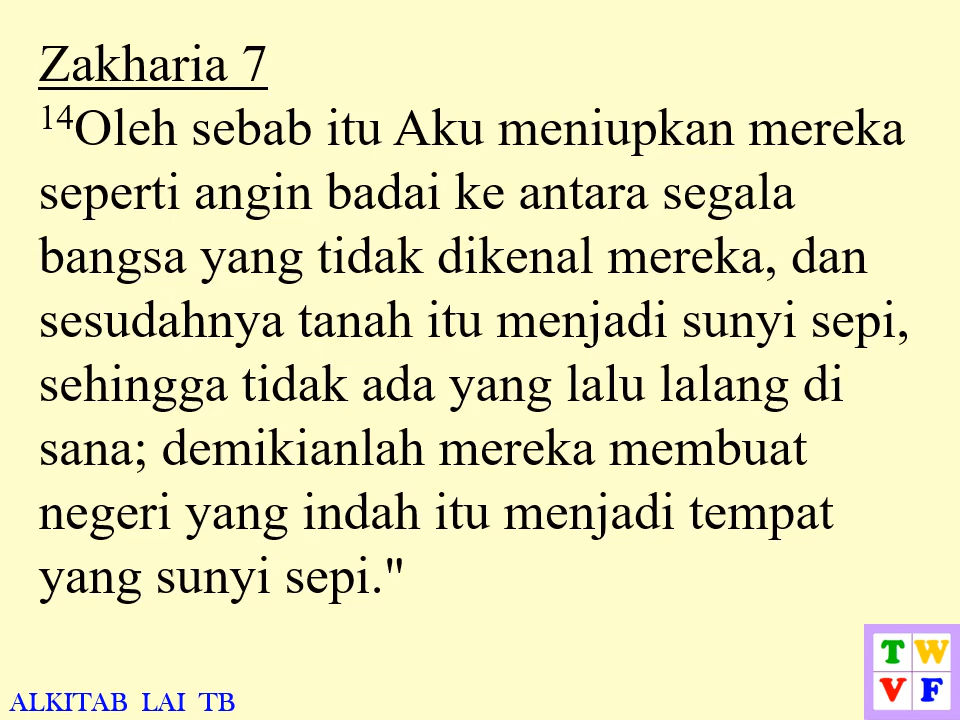 Zakharia 7
14Oleh sebab itu Aku meniupkan mereka
seperti angin badai ke antara segala
bangsa yang tidak dikenal mereka, dan
sesudahnya tanah itu menjadi sunyi sepi,
sehingga tidak ada yang lalu lalang di
sana; demikianlah mereka membuat
negeri yang indah itu menjadi tempat
yang sunyi sepi."
T W
V F
ALKITAB LAI TB